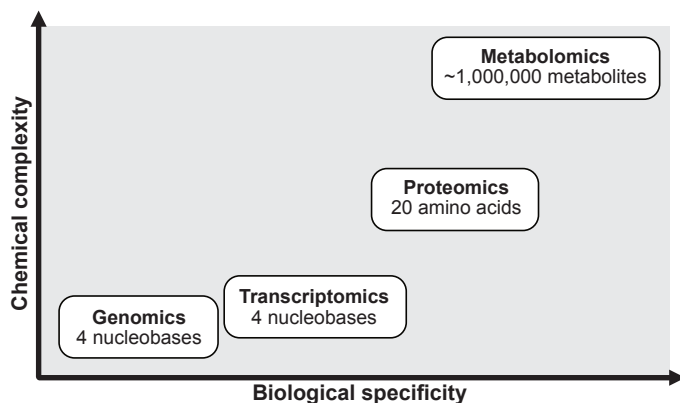 Chemical complexity
Metabolomics
~1,000,000 metabolites
Proteomics
20 amino acids
Transcriptomics
4 nucleobases
Genomics
4 nucleobases
Biological specificity